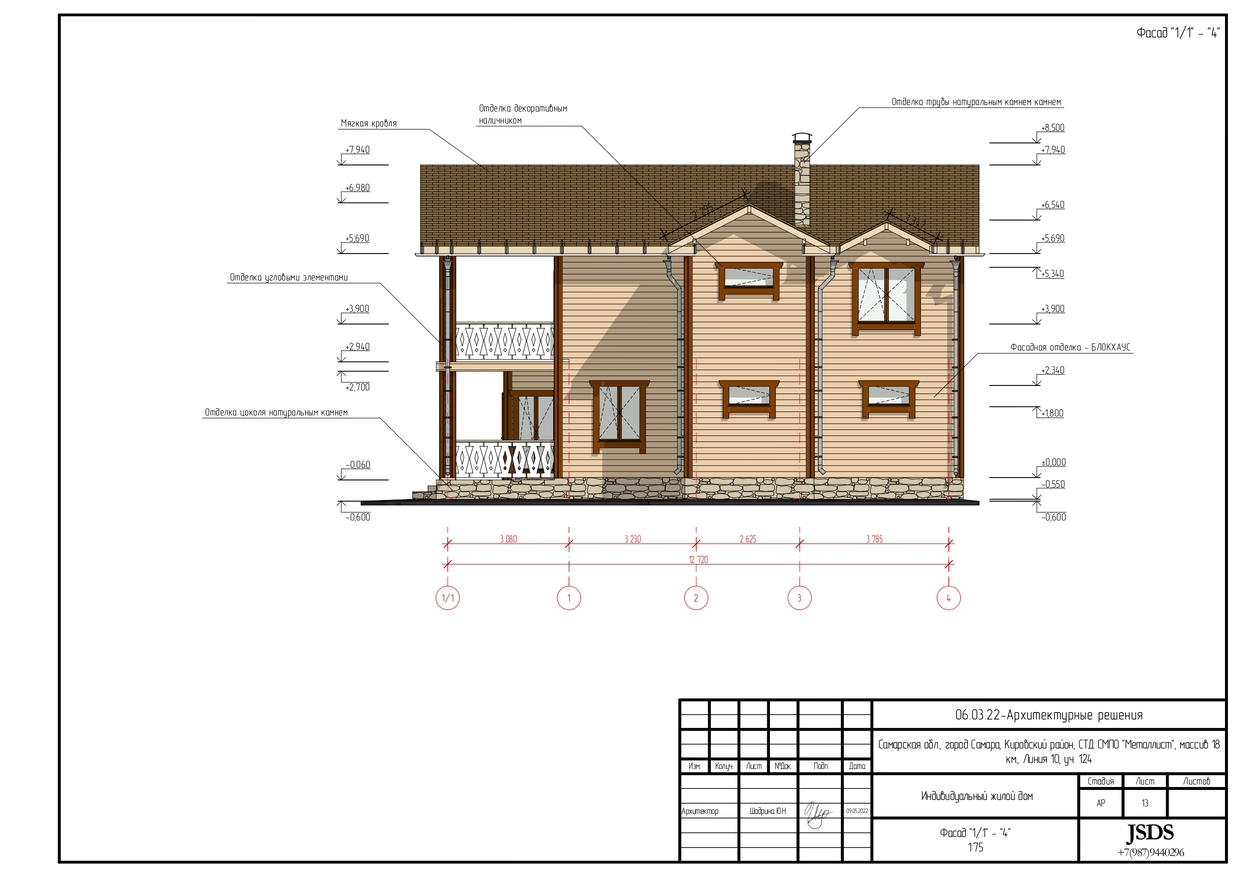 Фасад "1/1" - "4"
Отделка декоративным
наличником
Отделка трубы натуральным камнем камнем
Мягкая кровля
+8.500
+7.940
+7.940
+6.980
+6.540
2 295
+5.690
+5.690
+5,340
Отделка угловыми элементами
+3.900
+3.900
+2.940
Фасадная отделка - БЛОКХАУС
+2,700
+2.340
+1.800
Отделка цоколя натуральным камнем
-0.060
+0,000
-0.550
-0,600
-0,600
3 080
3 230
2 625
3 785
12 720
1/1
1
2
3
4
06.03.22-Архитектурные решения
Самарская обл., город Самара, Кировский район, СТД СМПО "Металлист", массив 18
км., Линия 10, уч. 124
Изм. Колуч. Лист №Док. Подп. Дата
Индивидуальный жилой дом
Стадия Лист Листов
АР 13
Архитектор Шадрина Ю.Н. 09.05.2022
Фасад "1/1" - "4"
1:75
JSDS
+7(987)9440296